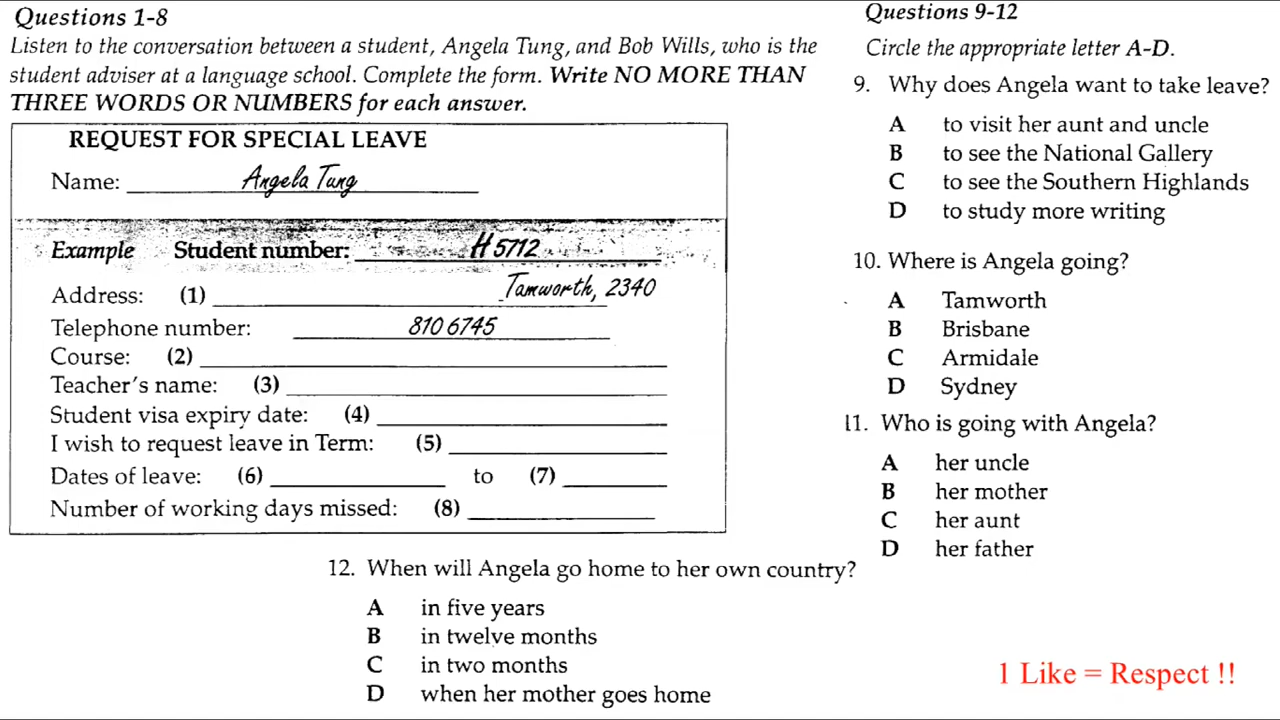 Questions 1-8
Listen to the conversation between a student, Angela Tung, and Bob Wills, who is the
student adviser at a language school. Complete the form. Write NO MORE THAN
THREE WORDS OR NUMBERS for each answer.
REQUEST FOR SPECIAL LEAVE
Name: Angela Tung
Example Student number: H5712
Address: (1) Tamworth, 2340
Telephone number: 810 6745
Course: (2)
Teacher's name: (3)
Student visa expiry date: (4)
I wish to request leave in Term: (5)
Dates of leave: (6) to (7)
Number of working days missed: (8)
Questions 9-12
Circle the appropriate letter A-D.
9. Why does Angela want to take leave?
A to visit her aunt and uncle
B to see the National Gallery
C to see the Southern Highlands
D to study more writing
10. Where is Angela going?
A Tamworth
B Brisbane
C Armidale
D Sydney
11. Who is going with Angela?
A her uncle
B her mother
C her aunt
D her father
12. When will Angela go home to her own country?
A in five years
B in twelve months
C in two months
D when her mother goes home
1 Like = Respect !!